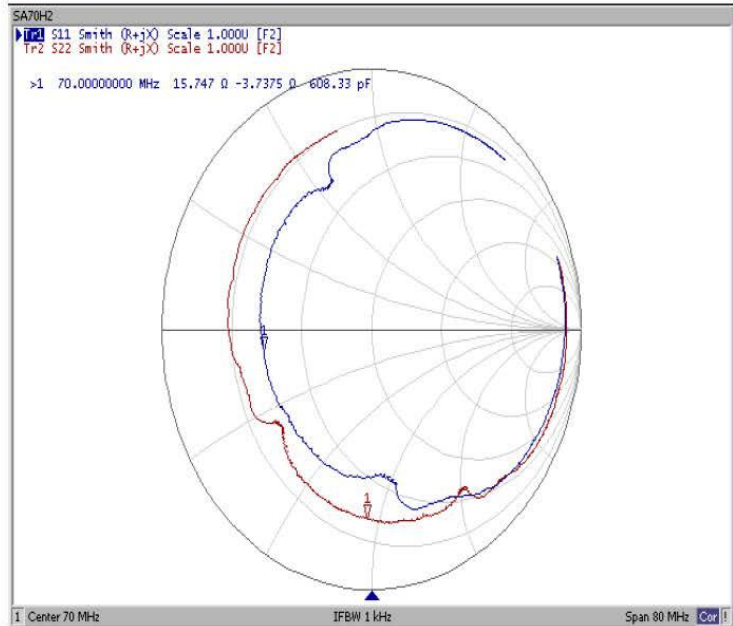 SA70H2
Tr1 S11 Smith (R+jX) Scale 1.000U [F2]
Tr2 S22 Smith (R+jX) Scale 1.000U [F2]
>1 70.00000000 MHz 15.747 Ω -3.7375 Ω 608.33 pF
1
1
1 Center 70 MHz IFBW 1 kHz Span 80 MHz Cor !